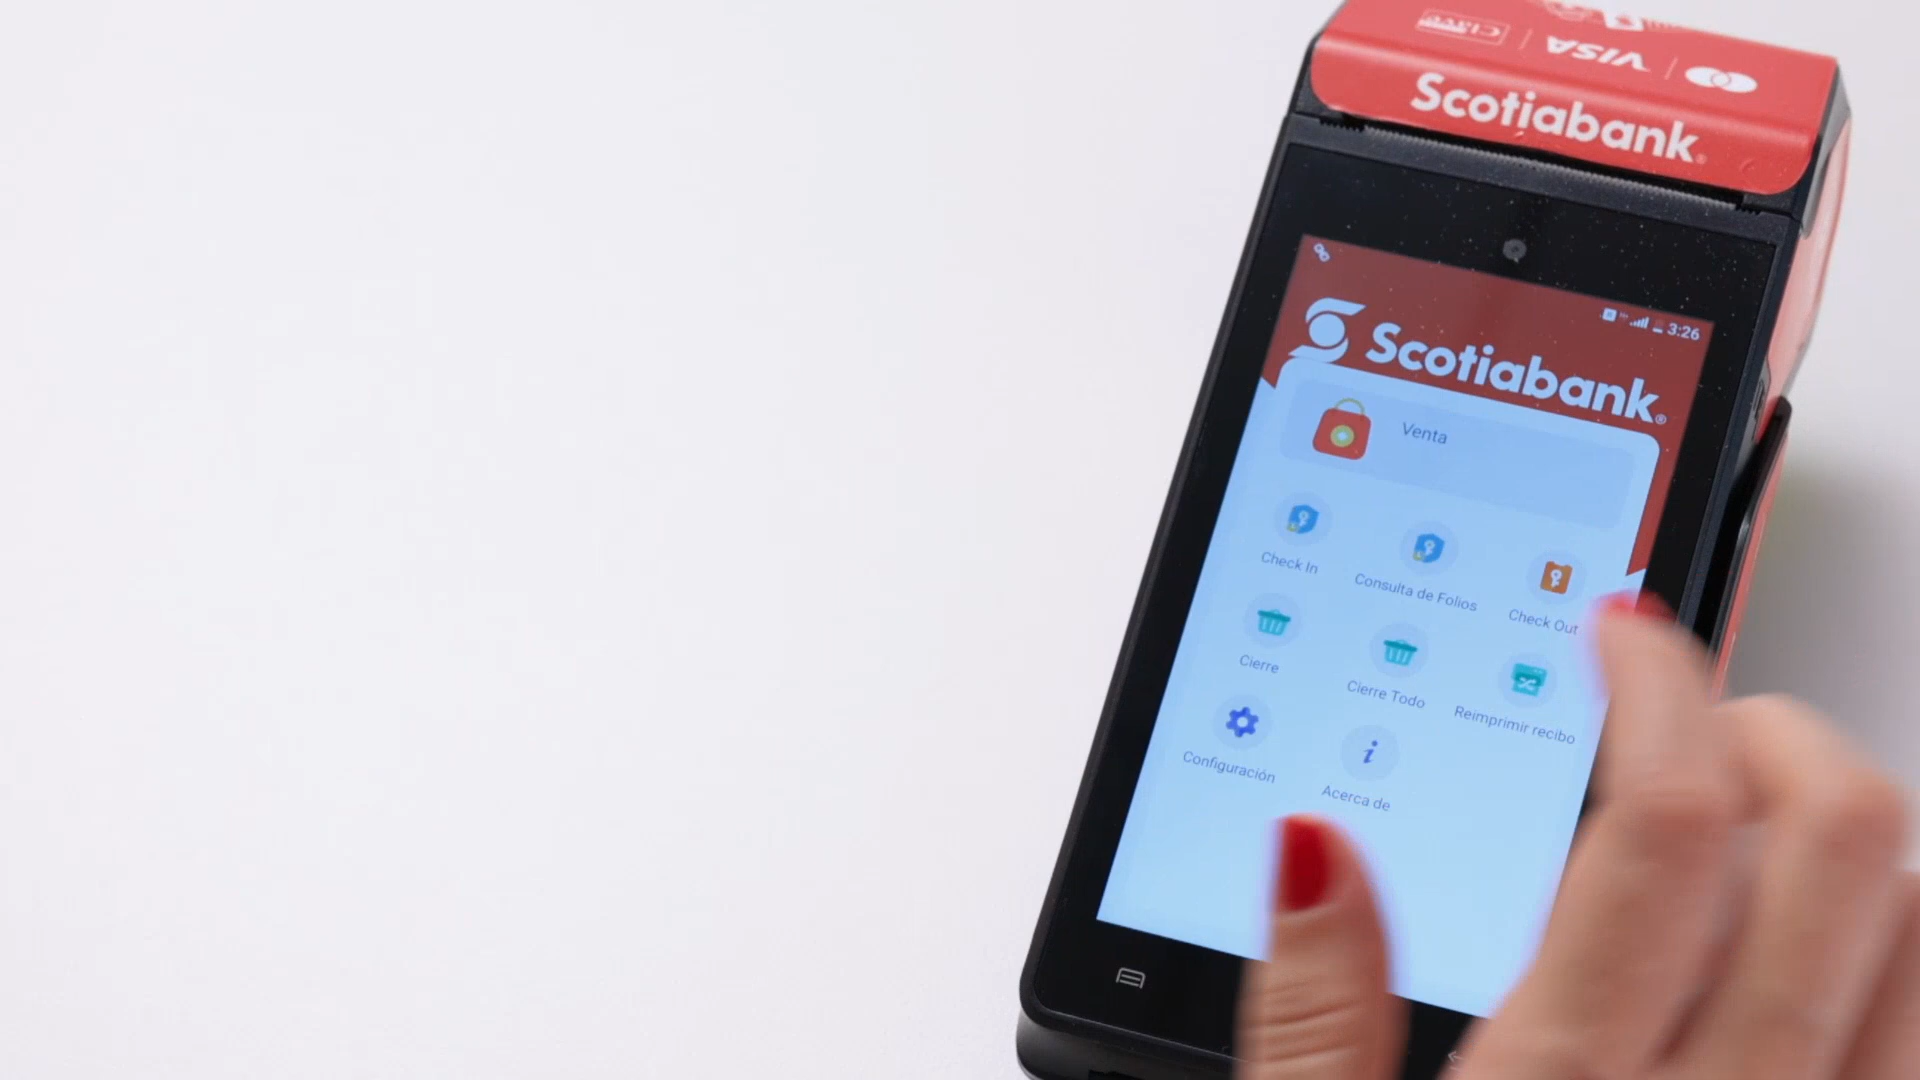 Clave
VISA
Scotiabank
3:26
Scotiabank
Venta
Check In
Consulta de Folios
Check Out
Cierre
Cierre Todo
Reimprimir recibo
Configuración
Acerca de